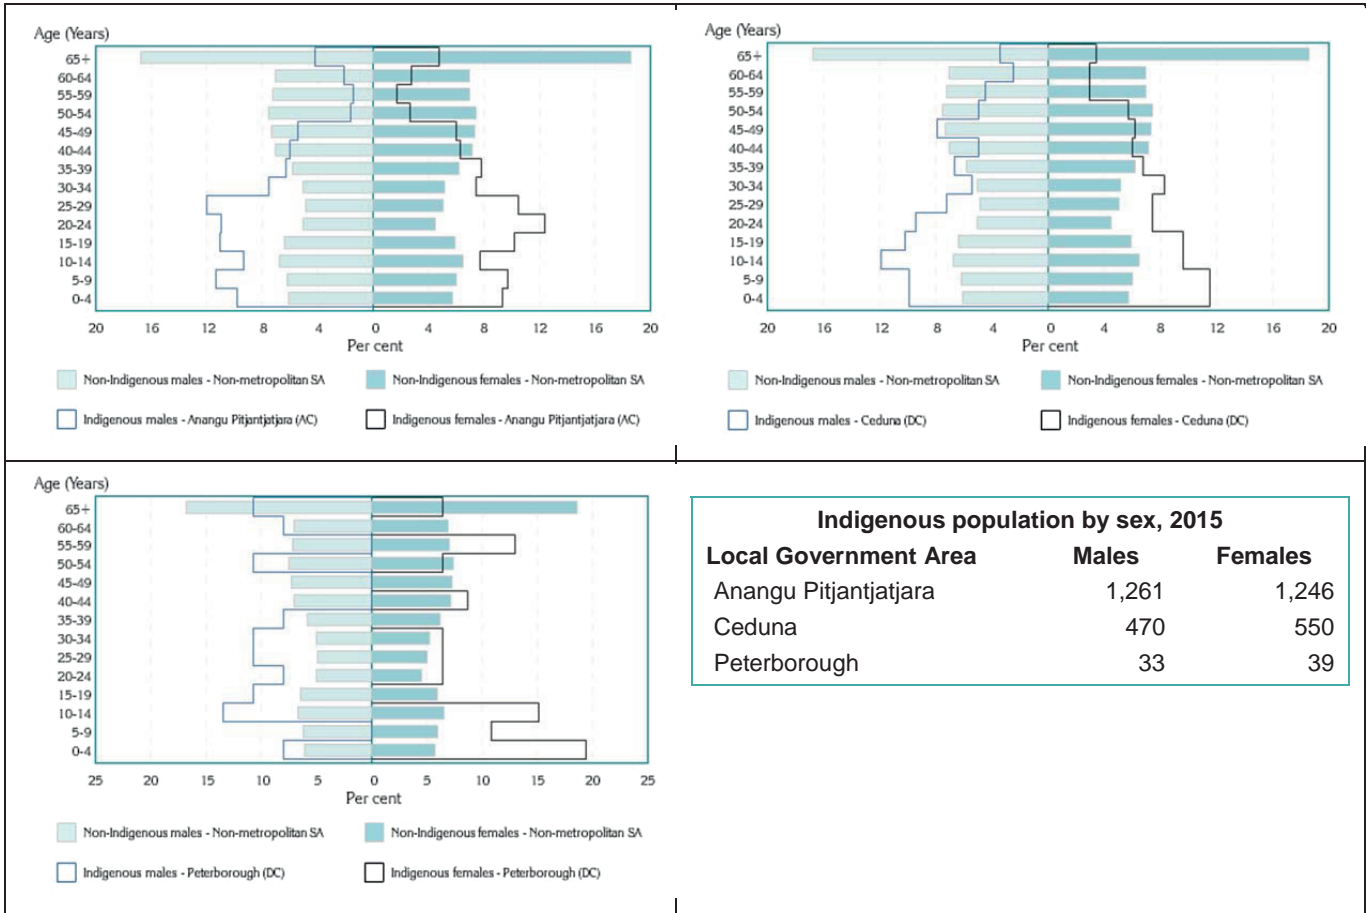 Age (Years)
65+
60-64
55-59
50-54
45-49
40-44
35-39
30-34
25-29
20-24
15-19
10-14
5-9
0-4
20 16 12 8 4 0 4 8 12 16 20
Per cent
Non-Indigenous males - Non-metropolitan SA Non-Indigenous females - Non-metropolitan SA
Indigenous males - Anangu Pitjantjatjara (AC) Indigenous females - Anangu Pitjantjatjara (AC)
Age (Years)
65+
60-64
55-59
50-54
45-49
40-44
35-39
30-34
25-29
20-24
15-19
10-14
5-9
0-4
20 16 12 8 4 0 4 8 12 16 20
Per cent
Non-Indigenous males - Non-metropolitan SA Non-Indigenous females - Non-metropolitan SA
Indigenous males - Ceduna (DC) Indigenous females - Ceduna (DC)
Age (Years)
65+
60-64
55-59
50-54
45-49
40-44
35-39
30-34
25-29
20-24
15-19
10-14
5-9
0-4
25 20 15 10 5 0 5 10 15 20 25
Per cent
Non-Indigenous males - Non-metropolitan SA Non-Indigenous females - Non-metropolitan SA
Indigenous males - Peterborough (DC) Indigenous females - Peterborough (DC)
Indigenous population by sex, 2015
Local Government Area Males Females
Anangu Pitjantjatjara 1,261 1,246
Ceduna 470 550
Peterborough 33 39